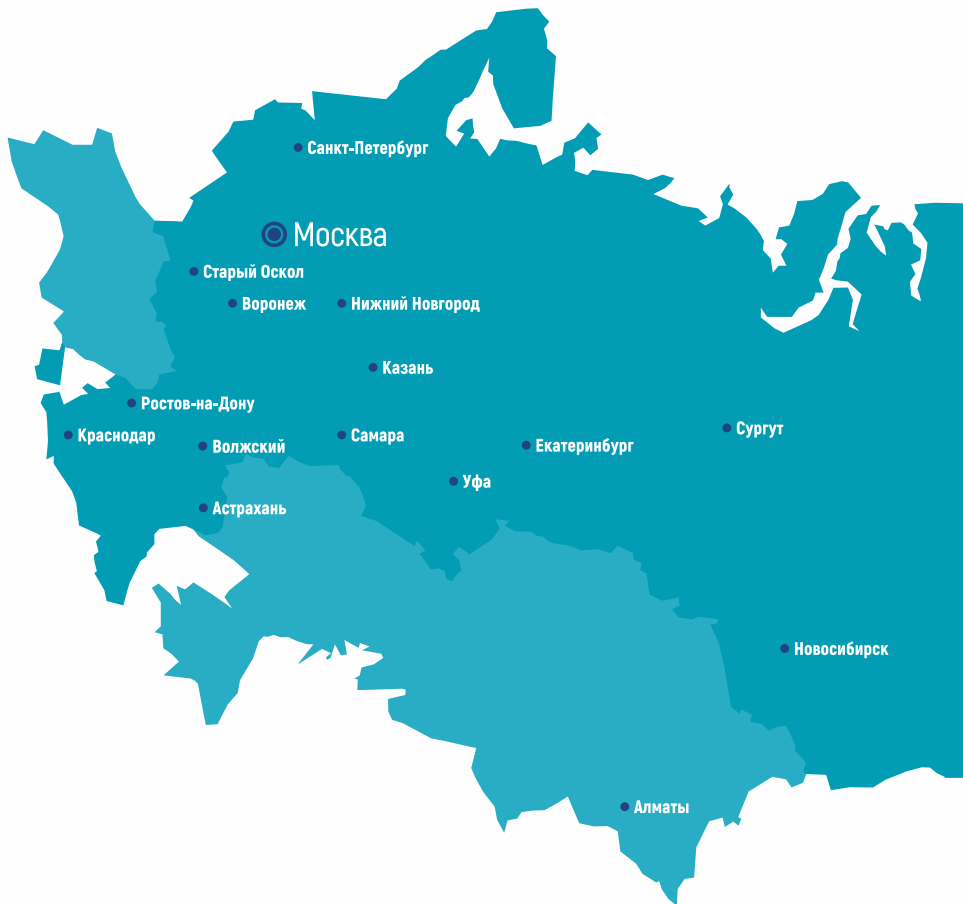 Санкт-Петербург
Москва
Старый Оскол
Воронеж
Нижний Новгород
Казань
Ростов-на-Дону
Краснодар
Волжский
Самара
Екатеринбург
Сургут
Уфа
Астрахань
Новосибирск
Алматы